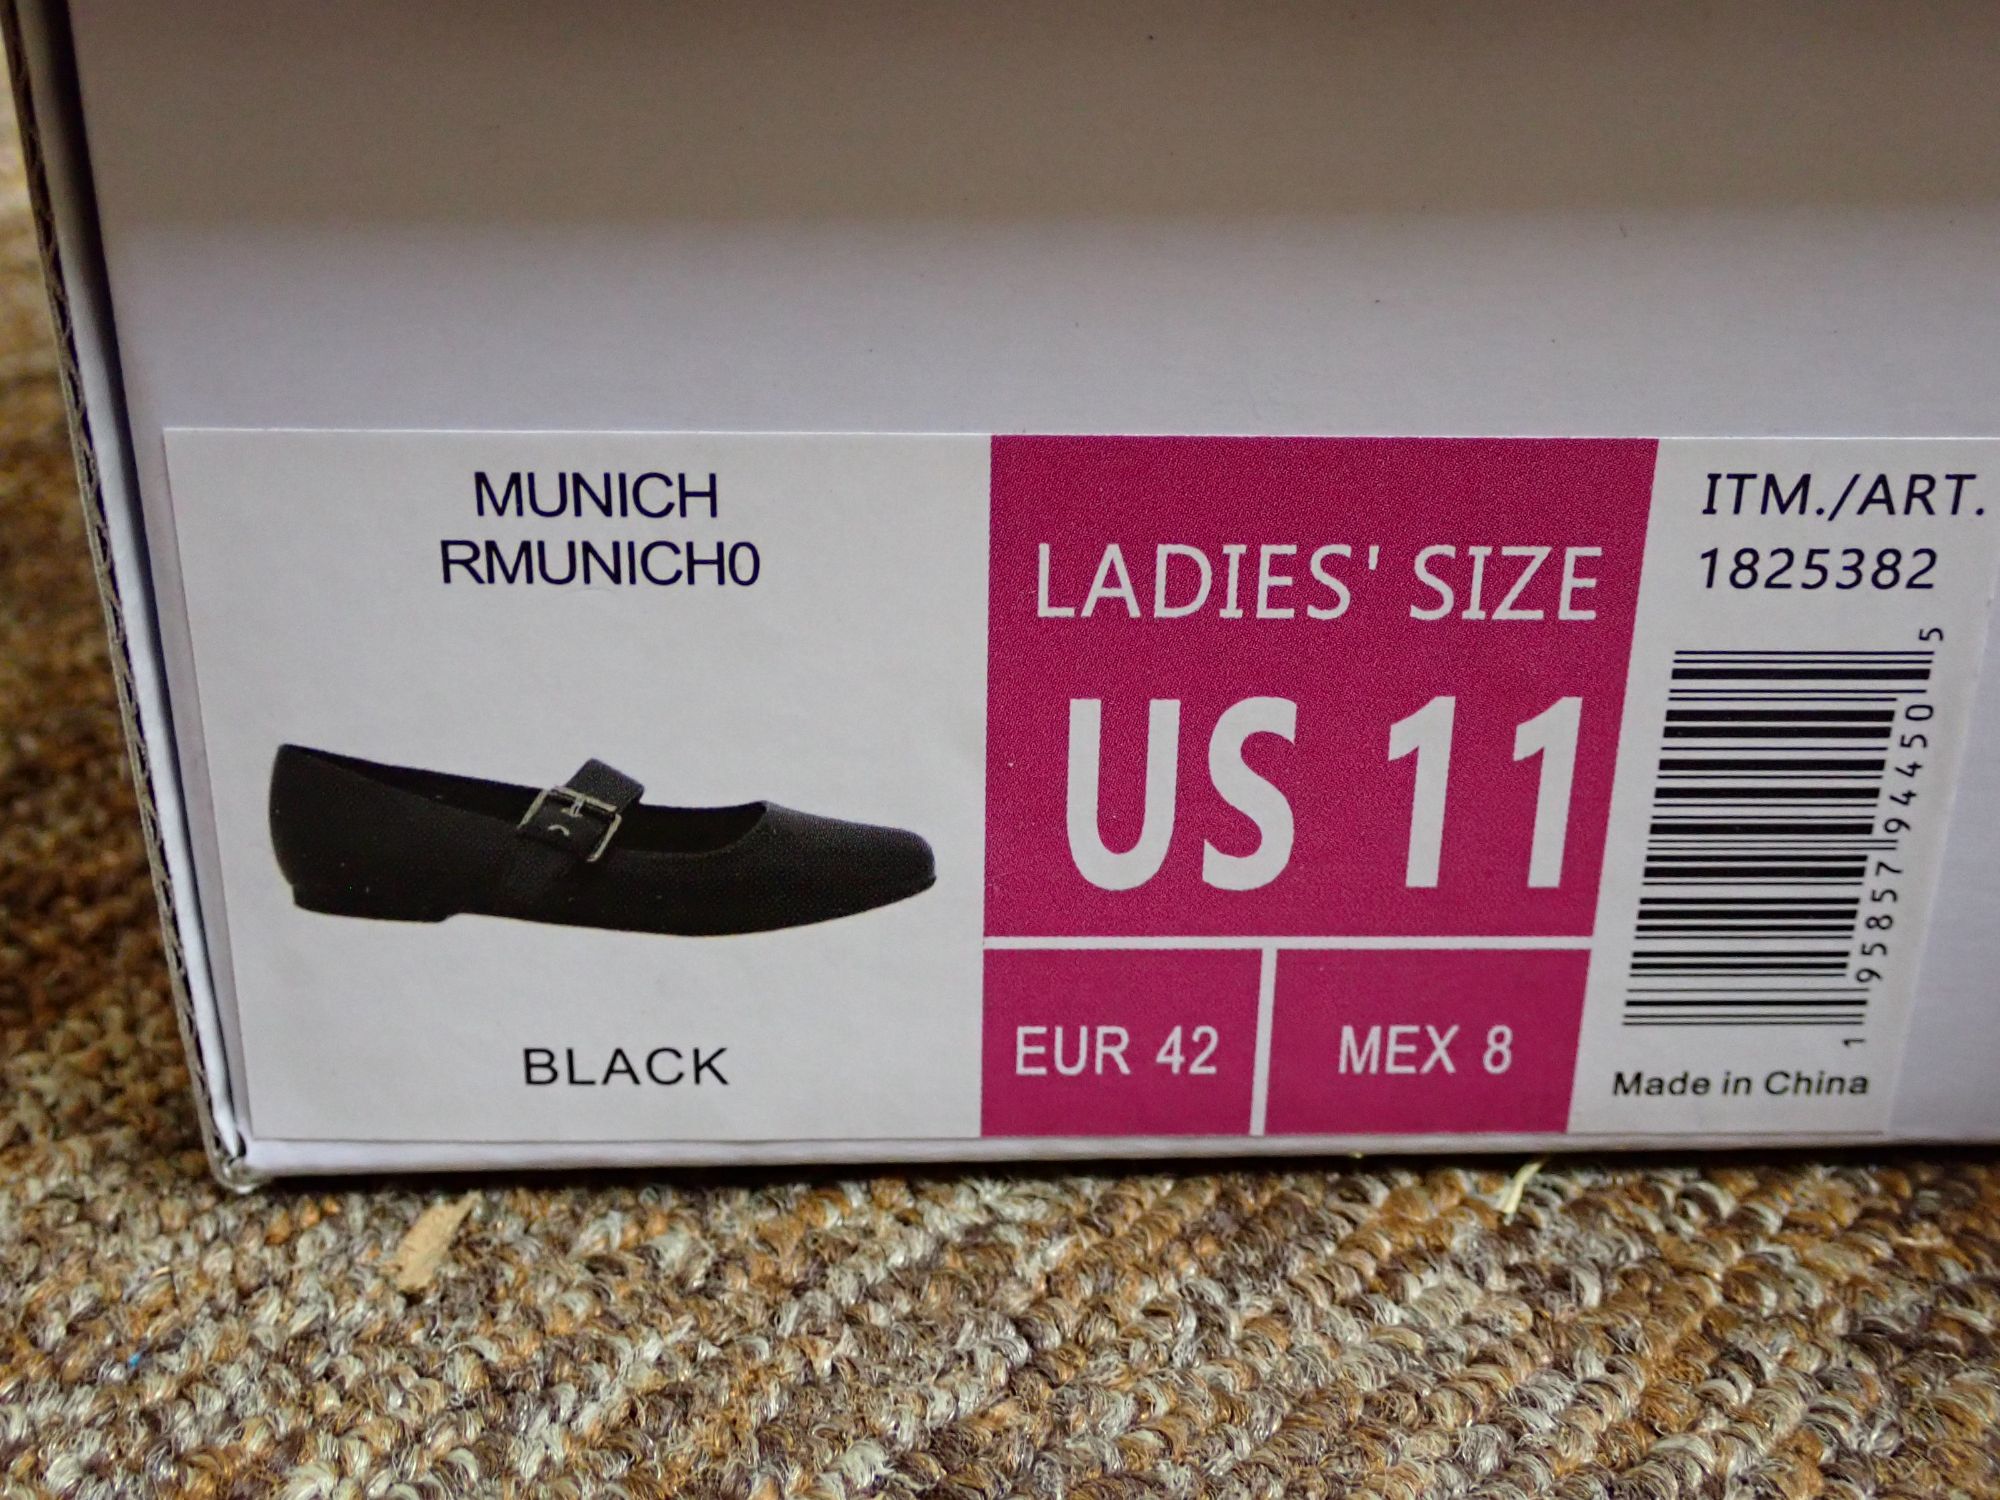 MUNICH
RMUNICH0
BLACK
LADIES' SIZE
US 11
EUR 42
MEX 8
ITM./ART.
1825382
1 95857 94450 5
Made in China